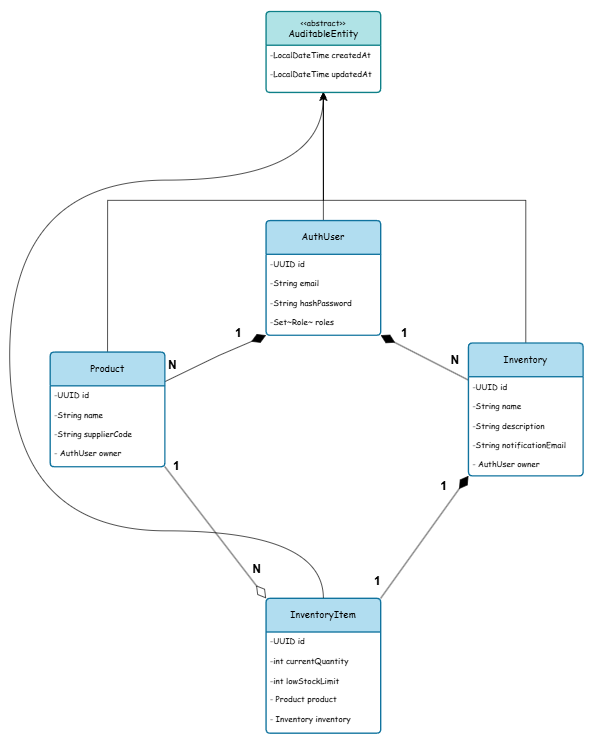 <<abstract>>
AuditableEntity
-LocalDateTime createdAt
-LocalDateTime updatedAt
AuthUser
-UUID id
-String email
-String hashPassword
-Set~Role~ roles
1
1
N
N
Product
-UUID id
-String name
-String supplierCode
- AuthUser owner
Inventory
-UUID id
-String name
-String description
-String notificationEmail
- AuthUser owner
1
1
N
1
InventoryItem
-UUID id
-int currentQuantity
-int lowStockLimit
- Product product
- Inventory inventory